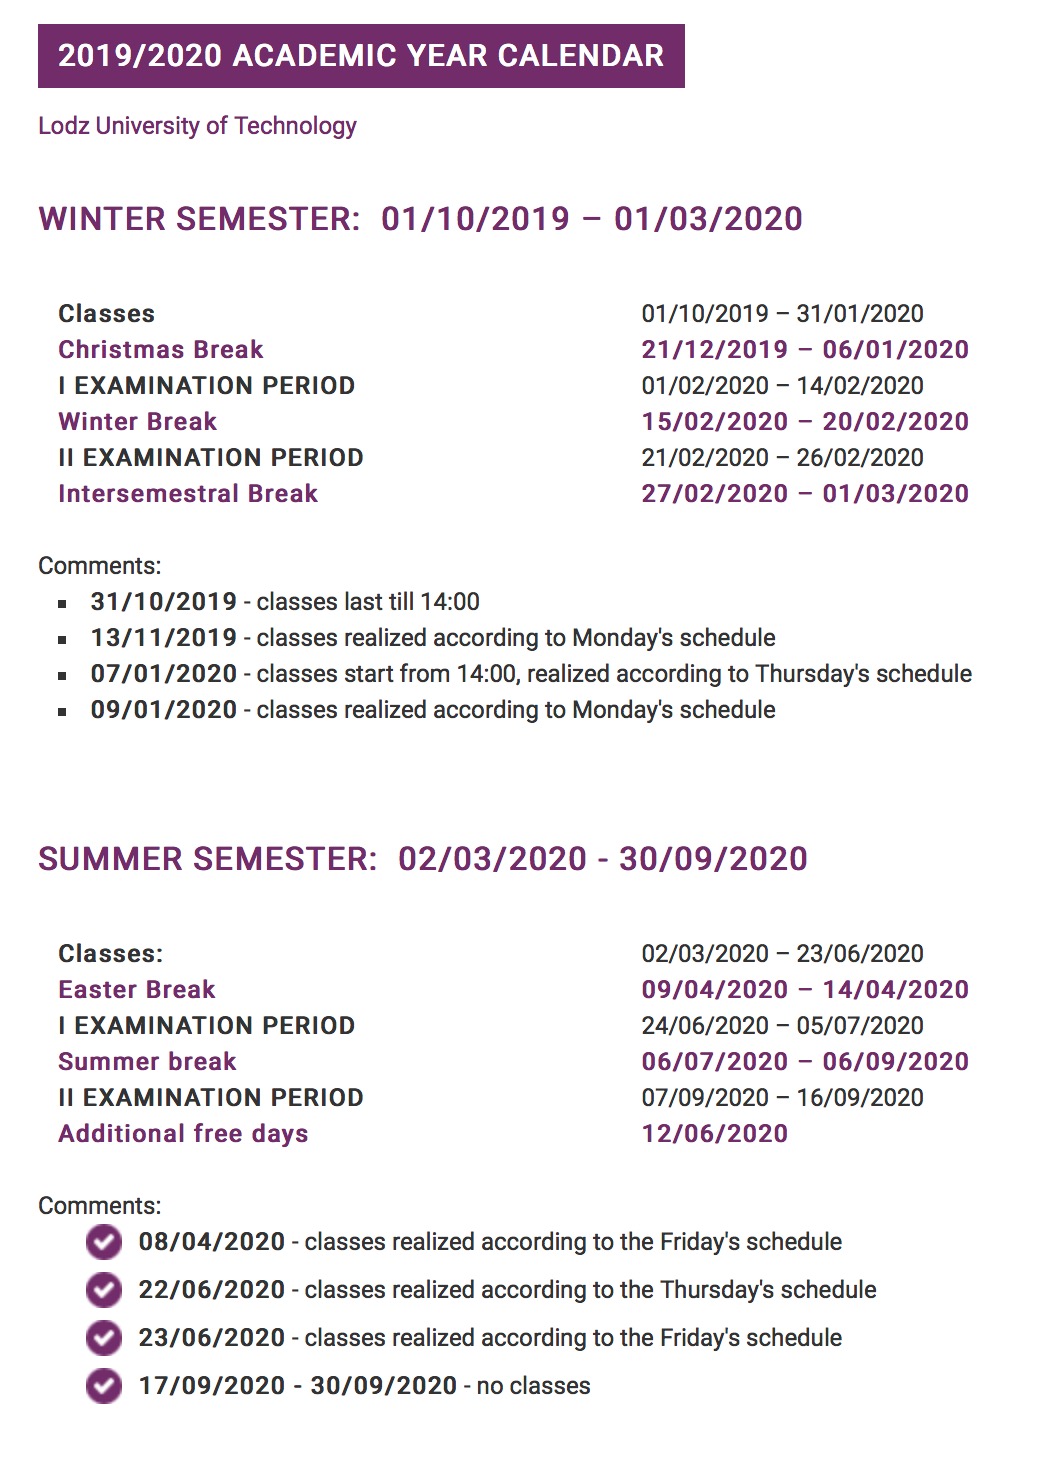 2019/2020 ACADEMIC YEAR CALENDAR
Lodz University of Technology
WINTER SEMESTER: 01/10/2019 – 01/03/2020
Classes 01/10/2019 – 31/01/2020
Christmas Break 21/12/2019 – 06/01/2020
I EXAMINATION PERIOD 01/02/2020 – 14/02/2020
Winter Break 15/02/2020 – 20/02/2020
II EXAMINATION PERIOD 21/02/2020 – 26/02/2020
Intersemestral Break 27/02/2020 – 01/03/2020
Comments:
▪ 31/10/2019 - classes last till 14:00
▪ 13/11/2019 - classes realized according to Monday's schedule
▪ 07/01/2020 - classes start from 14:00, realized according to Thursday's schedule
▪ 09/01/2020 - classes realized according to Monday's schedule
SUMMER SEMESTER: 02/03/2020 - 30/09/2020
Classes: 02/03/2020 – 23/06/2020
Easter Break 09/04/2020 – 14/04/2020
I EXAMINATION PERIOD 24/06/2020 – 05/07/2020
Summer break 06/07/2020 – 06/09/2020
II EXAMINATION PERIOD 07/09/2020 – 16/09/2020
Additional free days 12/06/2020
Comments:
08/04/2020 - classes realized according to the Friday's schedule
22/06/2020 - classes realized according to the Thursday's schedule
23/06/2020 - classes realized according to the Friday's schedule
17/09/2020 - 30/09/2020 - no classes